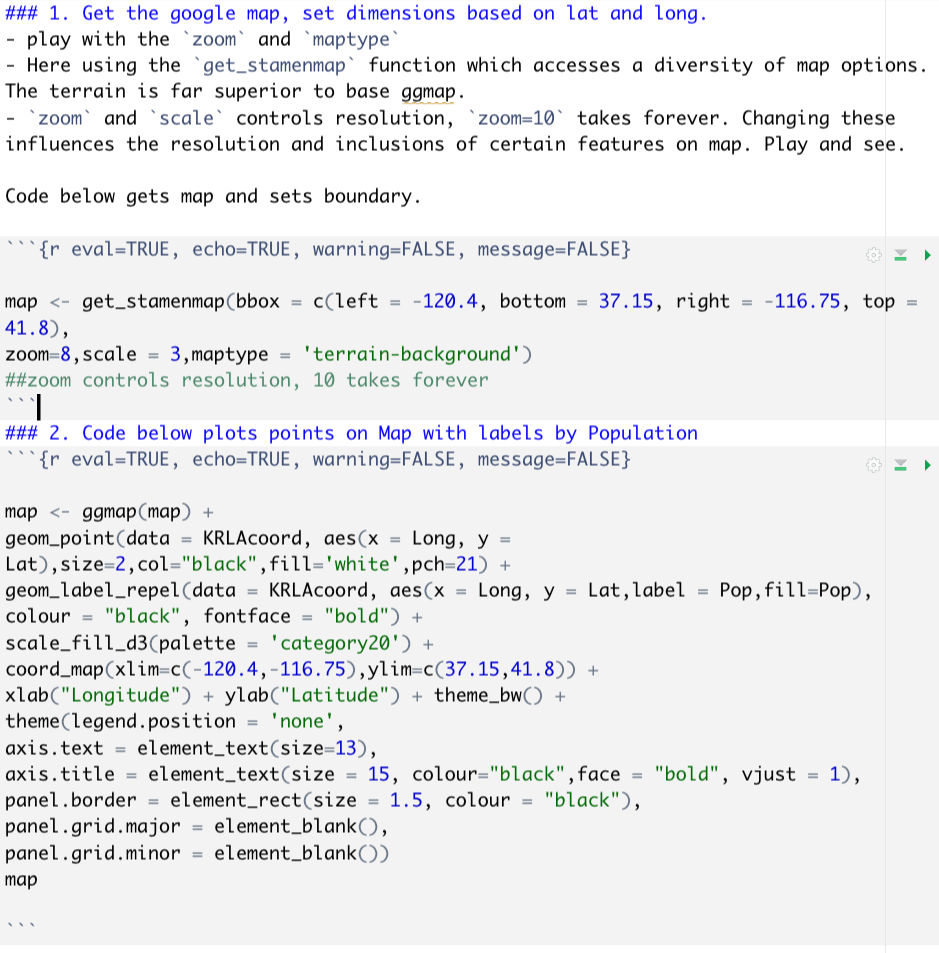 ### 1. Get the google map, set dimensions based on lat and long.
- play with the `zoom` and `maptype`
- Here using the `get_stamenmap` function which accesses a diversity of map options.
The terrain is far superior to base ggmap.
- `zoom` and `scale` controls resolution, `zoom=10` takes forever. Changing these
influences the resolution and inclusions of certain features on map. Play and see.
Code below gets map and sets boundary.
```{r eval=TRUE, echo=TRUE, warning=FALSE, message=FALSE}
map <- get_stamenmap(bbox = c(left = -120.4, bottom = 37.15, right = -116.75, top =
41.8),
zoom=8,scale = 3,maptype = 'terrain-background')
##zoom controls resolution, 10 takes forever
```
### 2. Code below plots points on Map with labels by Population
```{r eval=TRUE, echo=TRUE, warning=FALSE, message=FALSE}
map <- ggmap(map) +
geom_point(data = KRLAcoord, aes(x = Long, y =
Lat),size=2,col="black",fill='white',pch=21) +
geom_label_repel(data = KRLAcoord, aes(x = Long, y = Lat,label = Pop,fill=Pop),
colour = "black", fontface = "bold") +
scale_fill_d3(palette = 'category20') +
coord_map(xlim=c(-120.4,-116.75),ylim=c(37.15,41.8)) +
xlab("Longitude") + ylab("Latitude") + theme_bw() +
theme(legend.position = 'none',
axis.text = element_text(size=13),
axis.title = element_text(size = 15, colour="black",face = "bold", vjust = 1),
panel.border = element_rect(size = 1.5, colour = "black"),
panel.grid.major = element_blank(),
panel.grid.minor = element_blank())
map
```